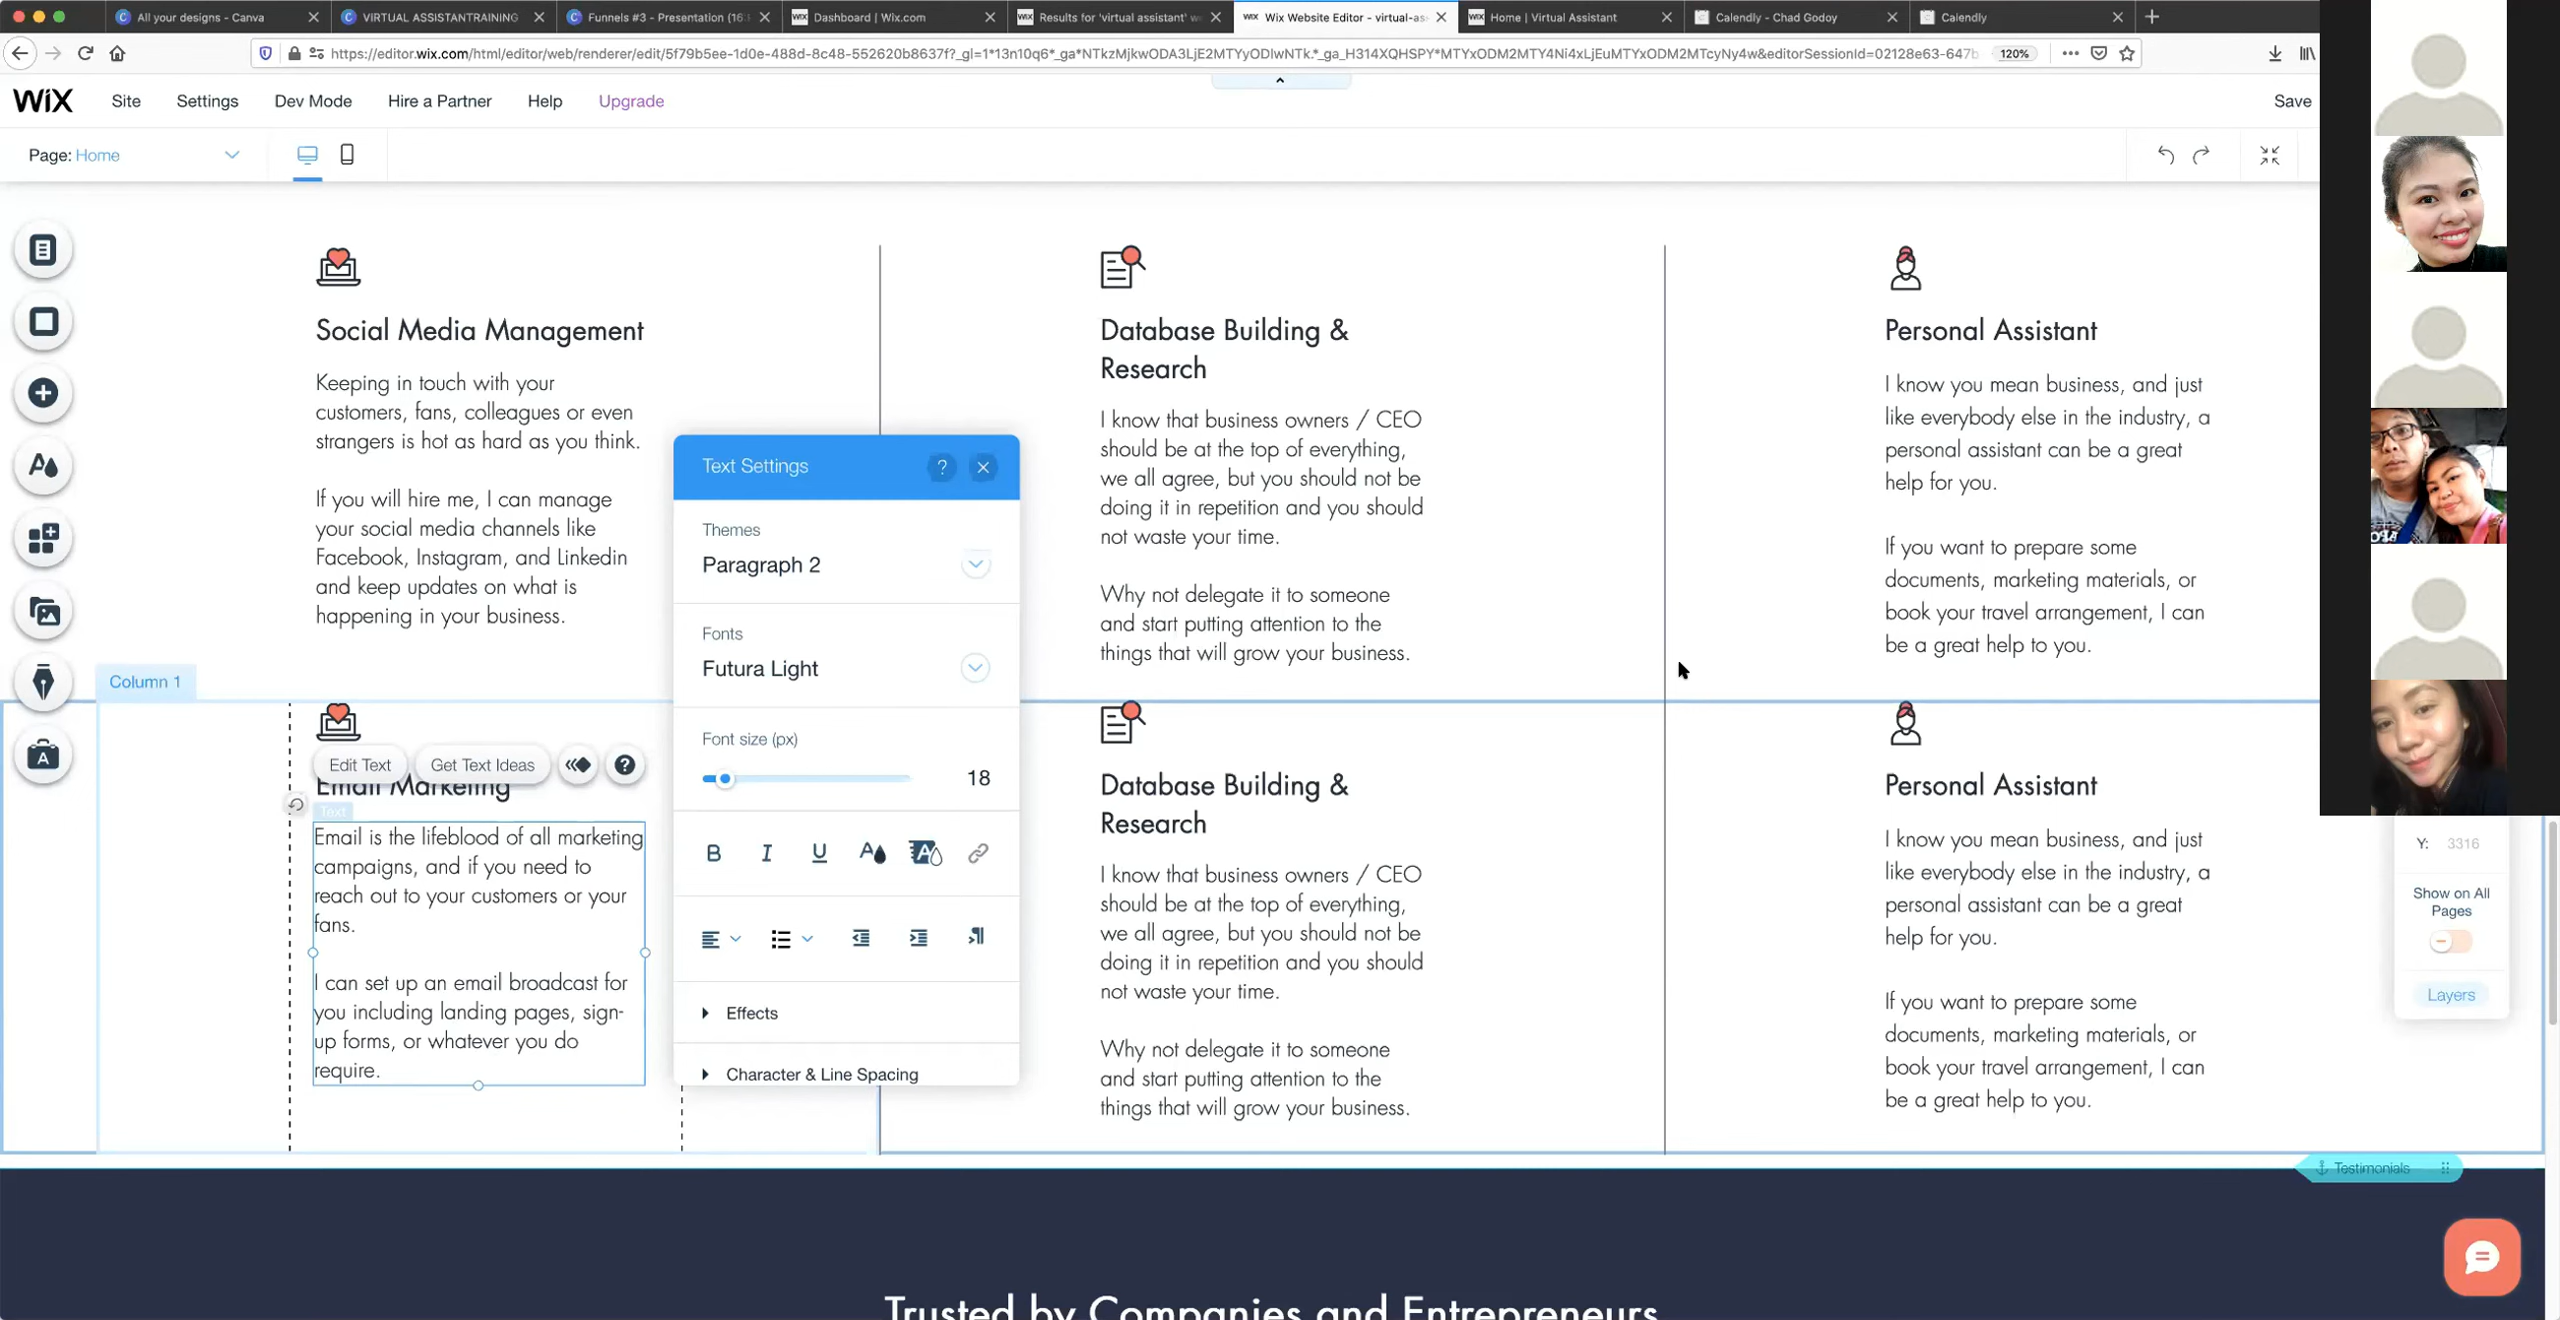 All your designs - Canva
VIRTUAL ASSISTANTRAINING
Funnels #3 - Presentation (16:
WIX Dashboard | Wix.com
WIX Results for 'virtual assistant' w
WIX Wix Website Editor - virtual-as
WIX Home | Virtual Assistant
Calendly - Chad Godoy
Calendly
120%
WIX
Site
Settings
Dev Mode
Hire a Partner
Help
Upgrade
Save
Page: Home
Social Media Management
Keeping in touch with your
customers, fans, colleagues or even
strangers is hot as hard as you think.
If you will hire me, I can manage
your social media channels like
Facebook, Instagram, and Linkedin
and keep updates on what is
happening in your business.
Database Building &
Research
I know that business owners / CEO
should be at the top of everything,
we all agree, but you should not be
doing it in repetition and you should
not waste your time.
Why not delegate it to someone
and start putting attention to the
things that will grow your business.
Personal Assistant
I know you mean business, and just
like everybody else in the industry, a
personal assistant can be a great
help for you.
If you want to prepare some
documents, marketing materials, or
book your travel arrangement, I can
be a great help to you.
Text Settings
?
Themes
Paragraph 2
Fonts
Futura Light
Font size (px)
18
B I U A A
Effects
Character & Line Spacing
Column 1
Edit Text
Get Text Ideas
?
Email Marketing
Text
Email is the lifeblood of all marketing
campaigns, and if you need to
reach out to your customers or your
fans.
I can set up an email broadcast for
you including landing pages, sign-
up forms, or whatever you do
require.
Database Building &
Research
I know that business owners / CEO
should be at the top of everything,
we all agree, but you should not be
doing it in repetition and you should
not waste your time.
Why not delegate it to someone
and start putting attention to the
things that will grow your business.
Personal Assistant
I know you mean business, and just
like everybody else in the industry, a
personal assistant can be a great
help for you.
If you want to prepare some
documents, marketing materials, or
book your travel arrangement, I can
be a great help to you.
Y: 3316
Show on All
Pages
Layers
Testimonials
Trusted by Companies and Entrepreneurs